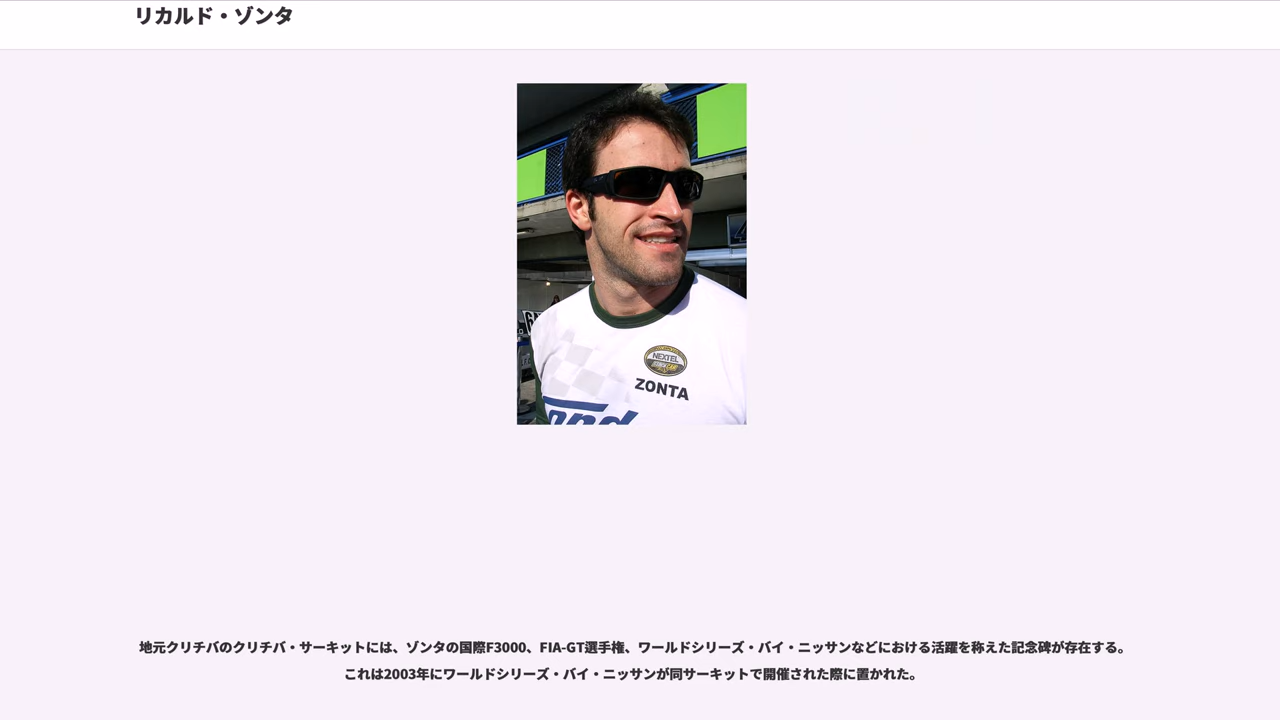 リカルド・ゾンタ
NEXTEL
ZONTA
地元クリチバのクリチバ・サーキットには、ゾンタの国際F3000、FIA-GT選手権、ワールドシリーズ・バイ・ニッサンなどにおける活躍を称えた記念碑が存在する。
これは2003年にワールドシリーズ・バイ・ニッサンが同サーキットで開催された際に置かれた。